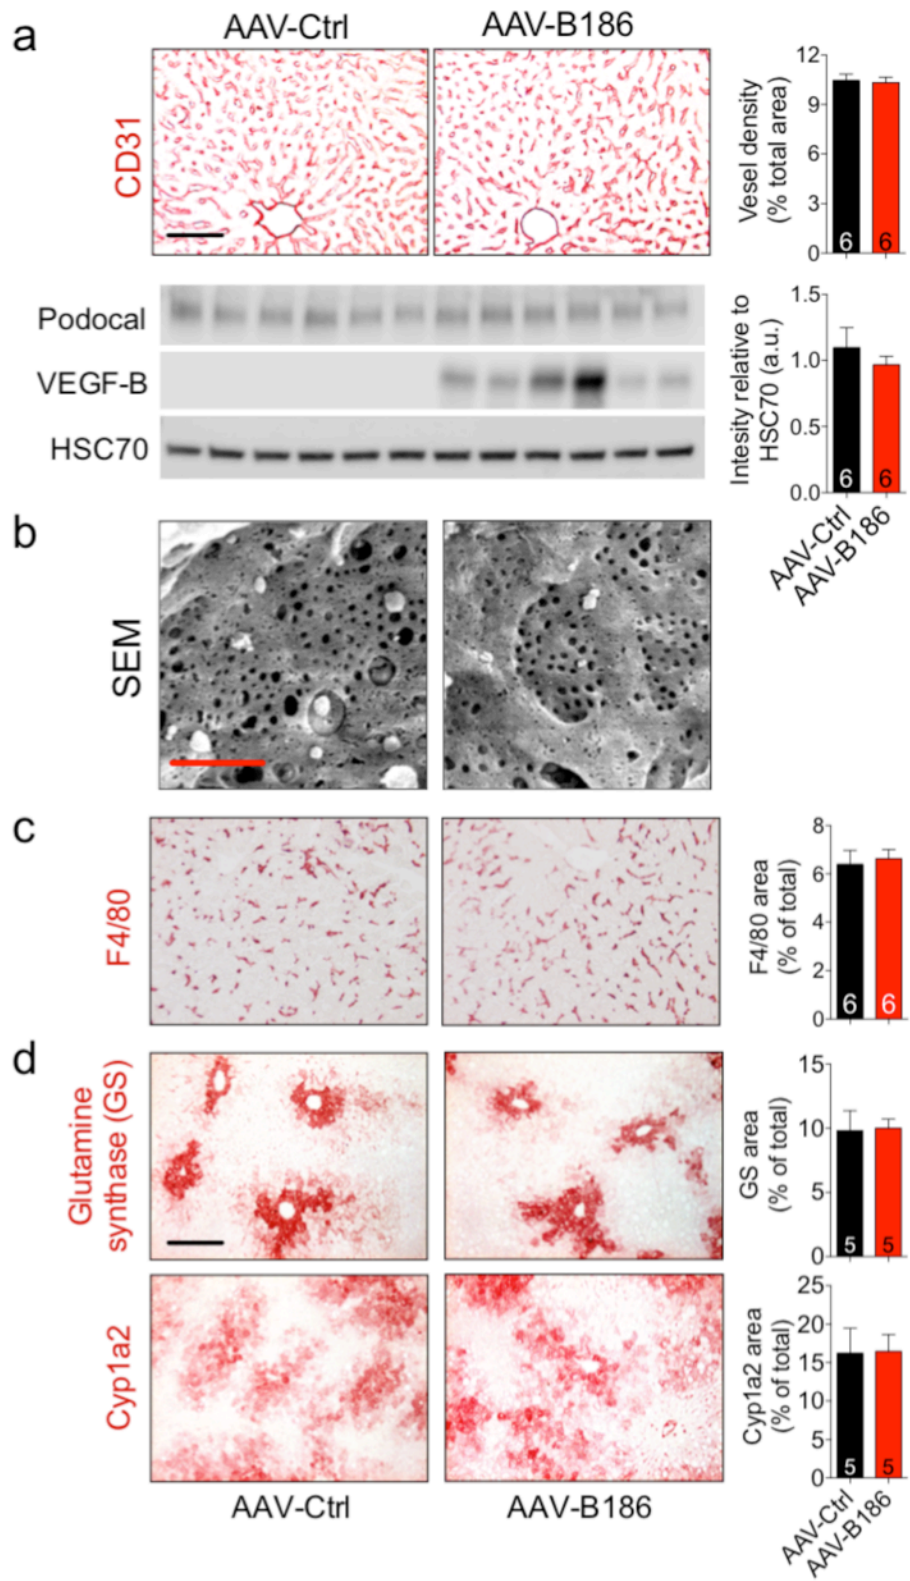 a
AAV-Ctrl
AAV-B186
CD31
Vesel density
(% total area)
12
9
6
3
0
6
6
Podocal
VEGF-B
HSC70
Intesity relative to
HSC70 (a.u.)
1.5
1.0
0.5
0.0
6
6
AAV-Ctrl
AAV-B186
b
SEM
c
F4/80
F4/80 area
(% of total)
8
6
4
2
0
6
6
d
Glutamine
synthase (GS)
GS area
(% of total)
15
10
5
0
5
5
Cyp1a2
Cyp1a2 area
(% of total)
25
20
15
10
5
0
5
5
AAV-Ctrl
AAV-B186
AAV-Ctrl
AAV-B186